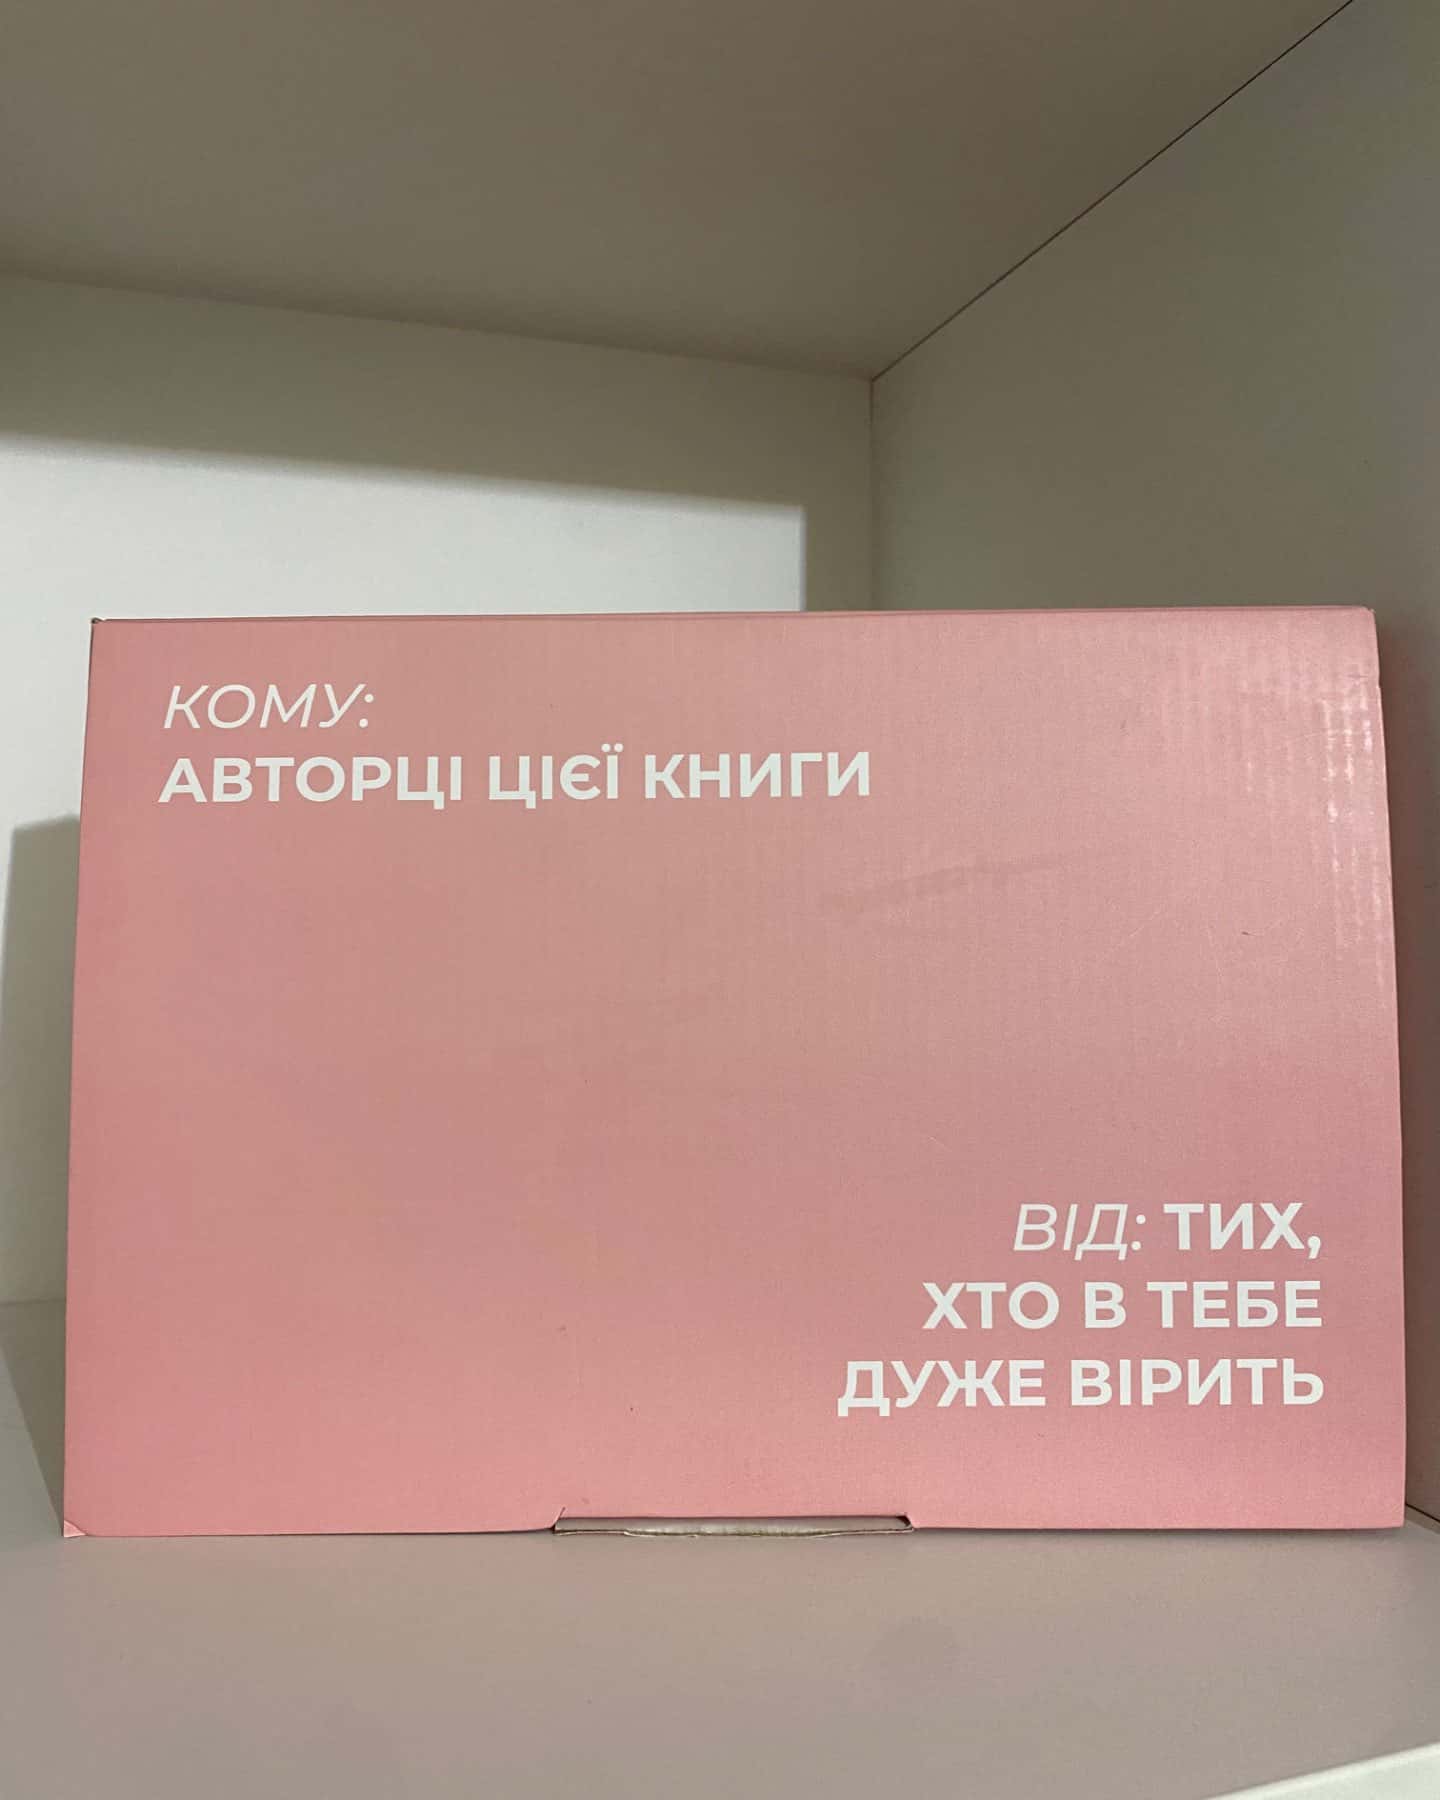 КОМУ:
АВТОРЦІ ЦІЄЇ КНИГИ
ВІД: ТИХ,
ХТО В ТЕБЕ
ДУЖЕ ВІРИТЬ